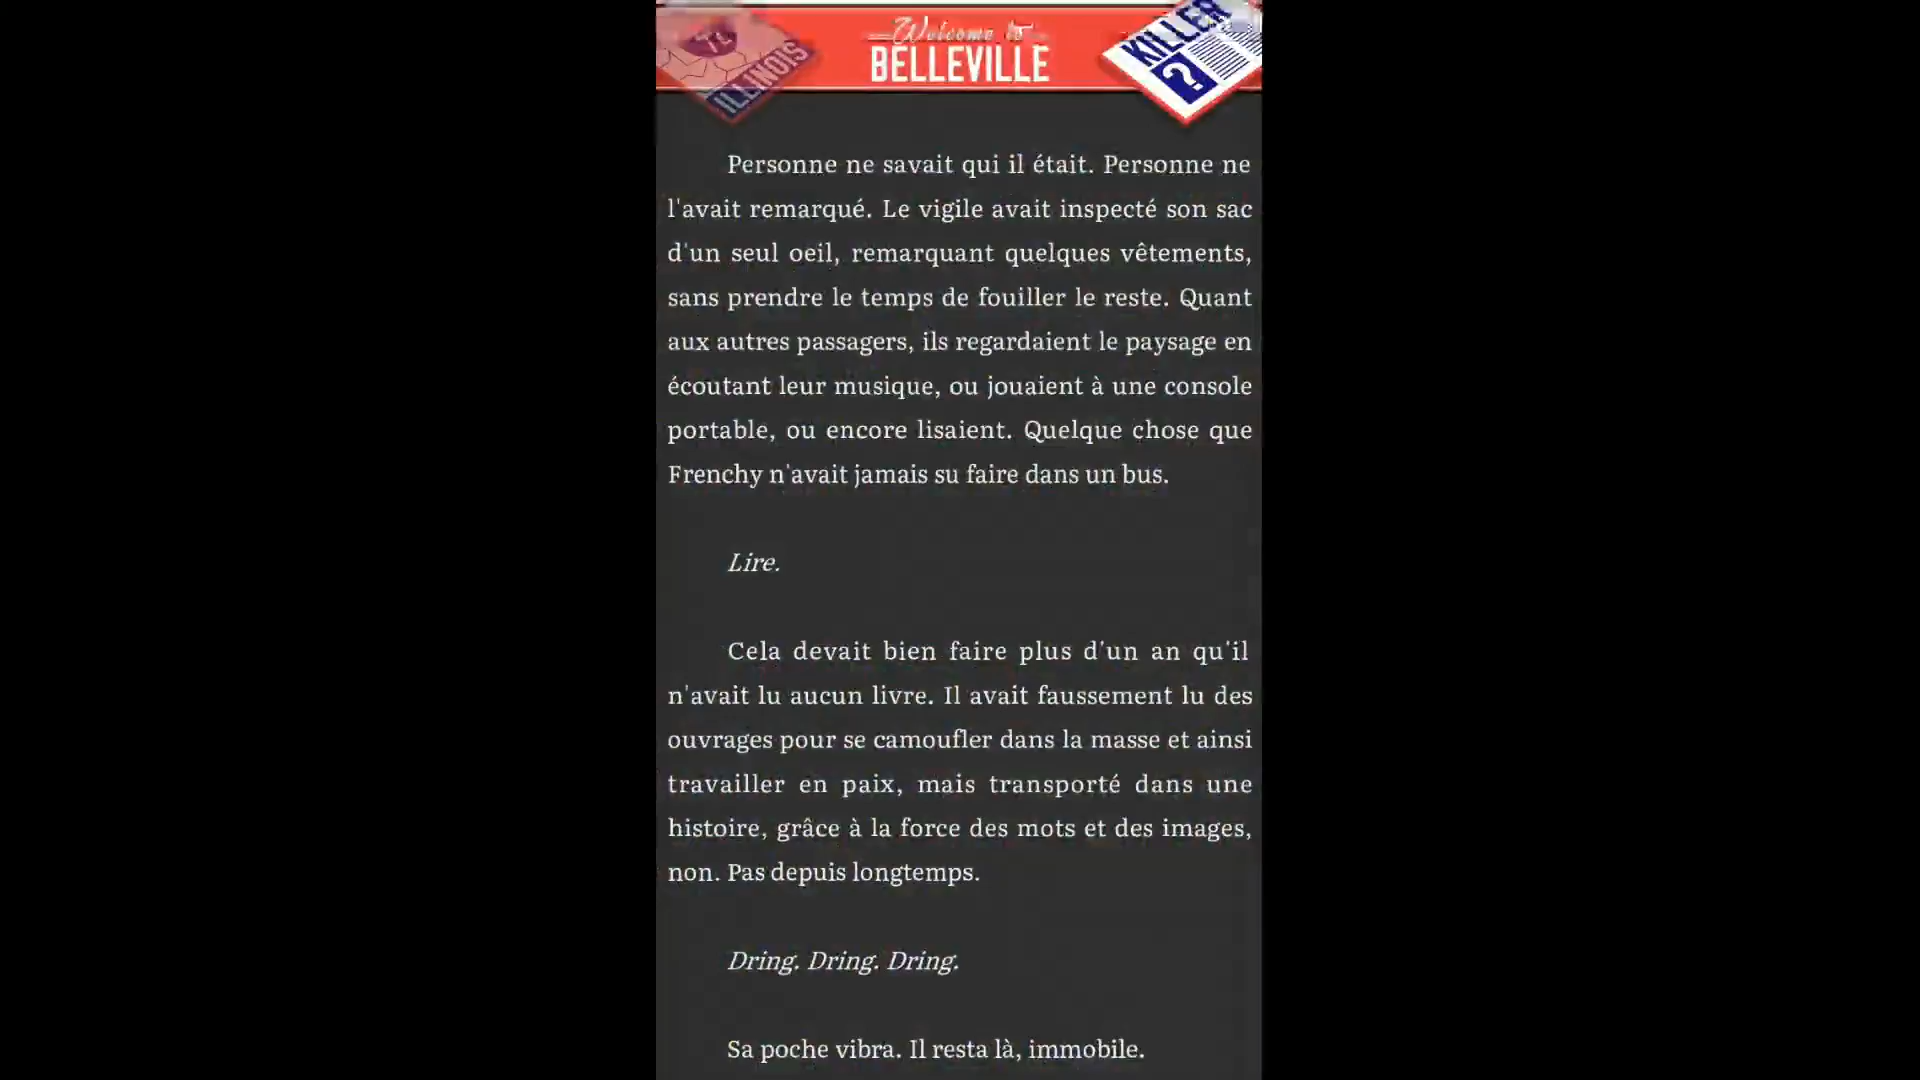 Welcome to
BELLEVILLE
ILLINOIS
KILLER
?
Personne ne savait qui il était. Personne ne
l'avait remarqué. Le vigile avait inspecté son sac
d'un seul oeil, remarquant quelques vêtements,
sans prendre le temps de fouiller le reste. Quant
aux autres passagers, ils regardaient le paysage en
écoutant leur musique, ou jouaient à une console
portable, ou encore lisaient. Quelque chose que
Frenchy n'avait jamais su faire dans un bus.
Lire.
Cela devait bien faire plus d'un an qu'il
n'avait lu aucun livre. Il avait faussement lu des
ouvrages pour se camoufler dans la masse et ainsi
travailler en paix, mais transporté dans une
histoire, grâce à la force des mots et des images,
non. Pas depuis longtemps.
Dring. Dring. Dring.
Sa poche vibra. Il resta là, immobile.